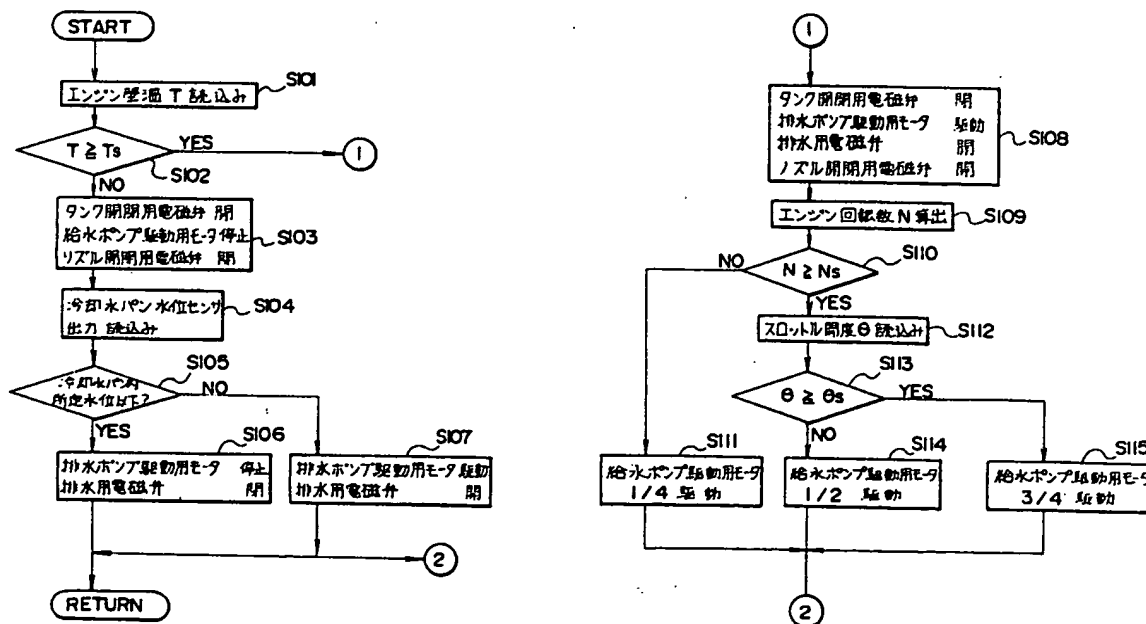 START
S101
エンジン壁温 T 読込み
T ≧ Ts
YES
1
S102
NO
タンク開閉用電磁弁 閉
給水ポンプ駆動用モータ 停止
ノズル開閉用電磁弁 閉
S103
冷却水パン水位センサ
出力 読込み
S104
S105
冷却水パン内
所定水位以下?
NO
YES
S106
排水ポンプ駆動用モータ 停止
排水用電磁弁 閉
S107
排水ポンプ駆動用モータ 駆動
排水用電磁弁 開
2
RETURN
1
タンク開閉用電磁弁 開
排水ポンプ駆動用モータ 駆動
排水用電磁弁 開
ノズル開閉用電磁弁 開
S108
エンジン回転数 N 算出
S109
S110
NO
N ≧ Ns
YES
スロットル開度 θ 読込み
S112
S113
θ ≧ θs
YES
NO
S111
給水ポンプ駆動用モータ
1/4 駆動
S114
給水ポンプ駆動用モータ
1/2 駆動
S115
給水ポンプ駆動用モータ
3/4 駆動
2